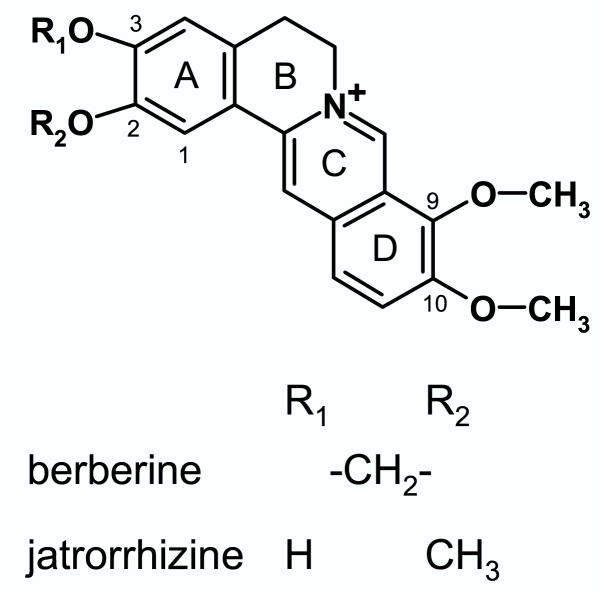 R₁O 3
A B
R₂O 2 1 N⁺
C
9 O–CH₃
D
10 O–CH₃
R₁ R₂
berberine -CH₂-
jatrorrhizine H CH₃